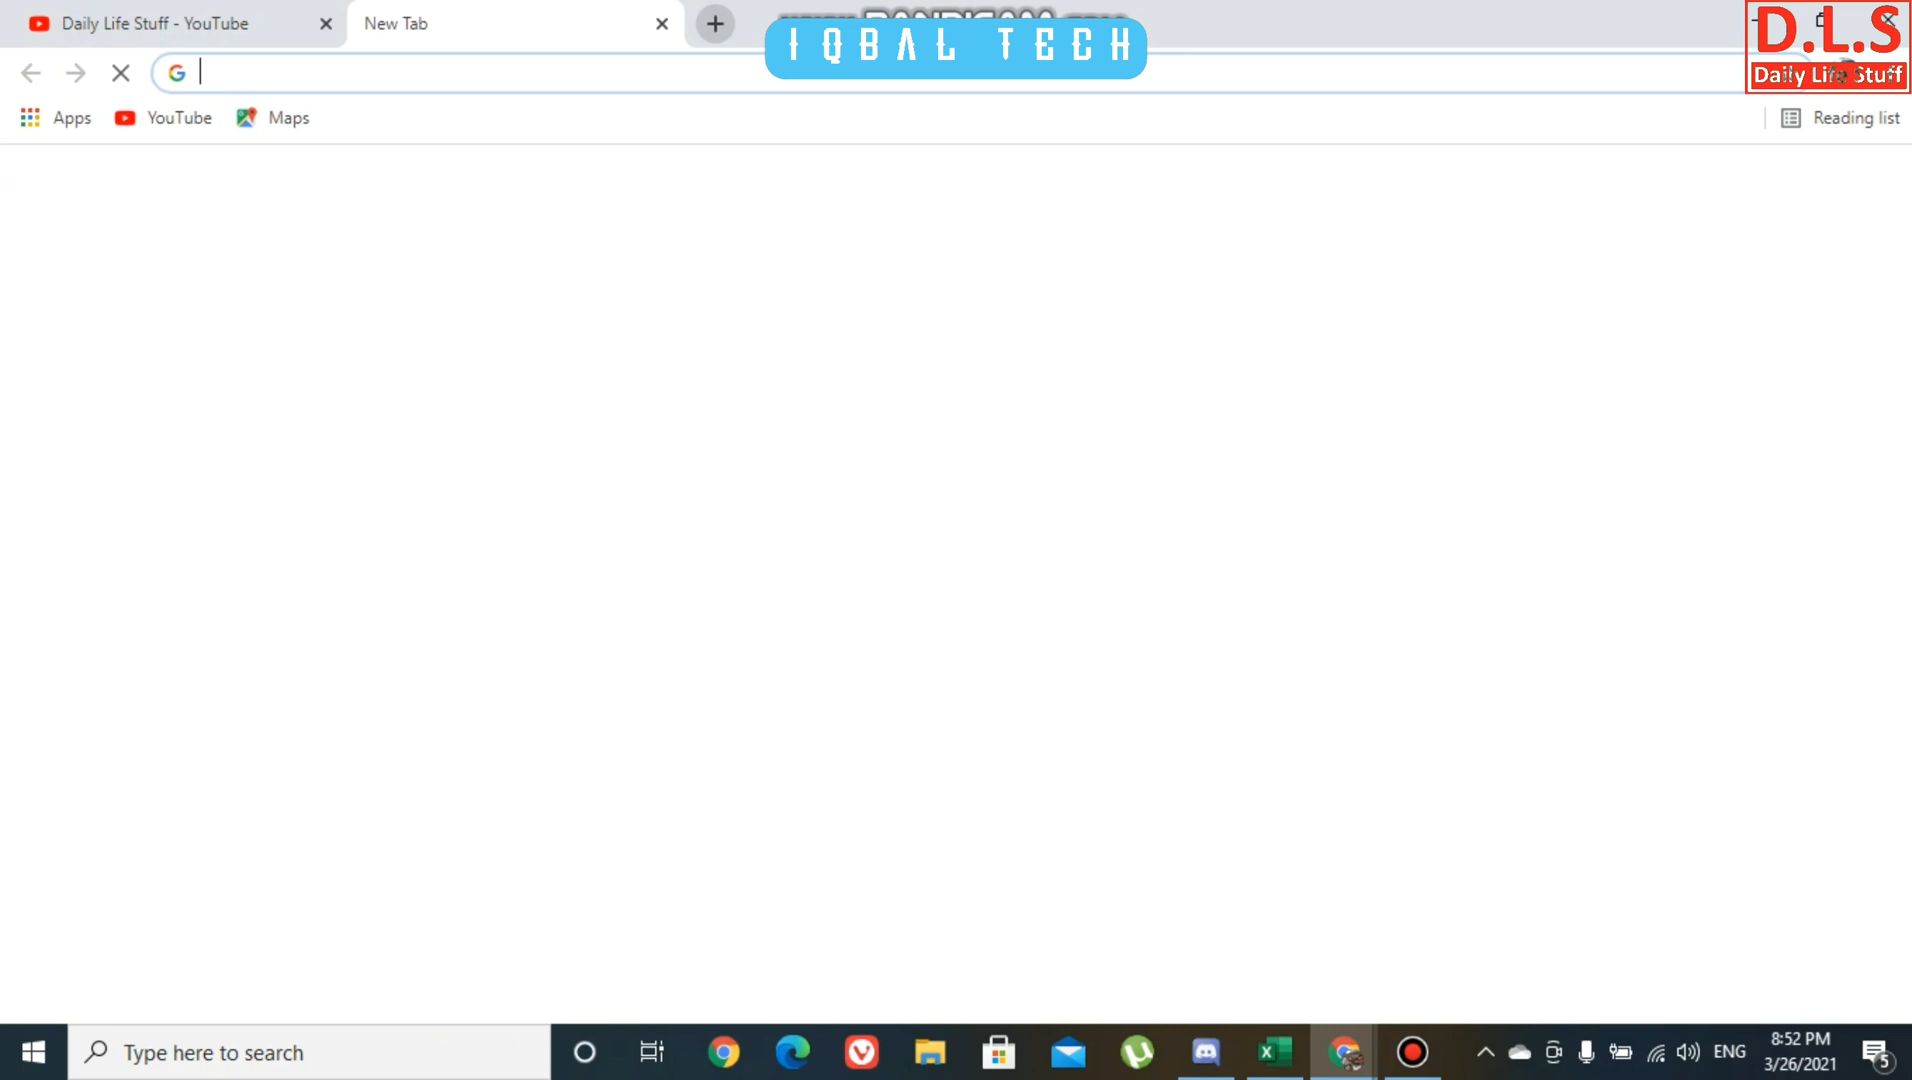 Daily Life Stuff - YouTube
New Tab
IQBAL TECH
D.L.S
Daily Life Stuff
Apps
YouTube
Maps
Reading list
Type here to search
ENG
8:52 PM
3/26/2021
5